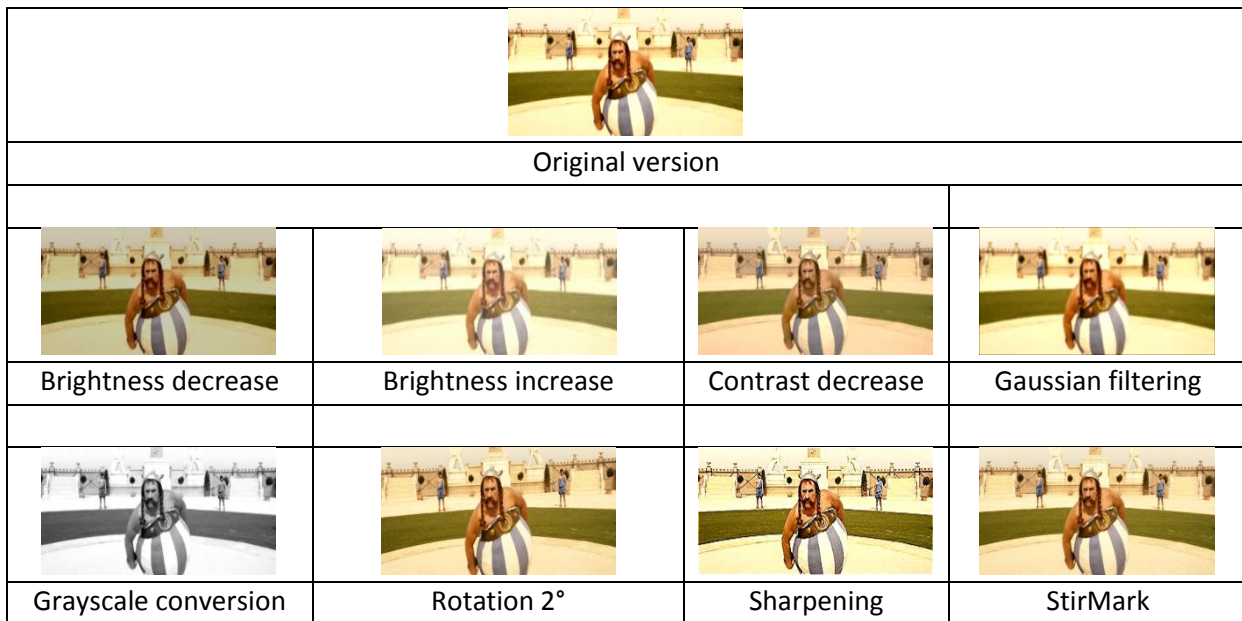 Original version
Brightness decrease Brightness increase Contrast decrease Gaussian filtering
Grayscale conversion Rotation 2° Sharpening StirMark